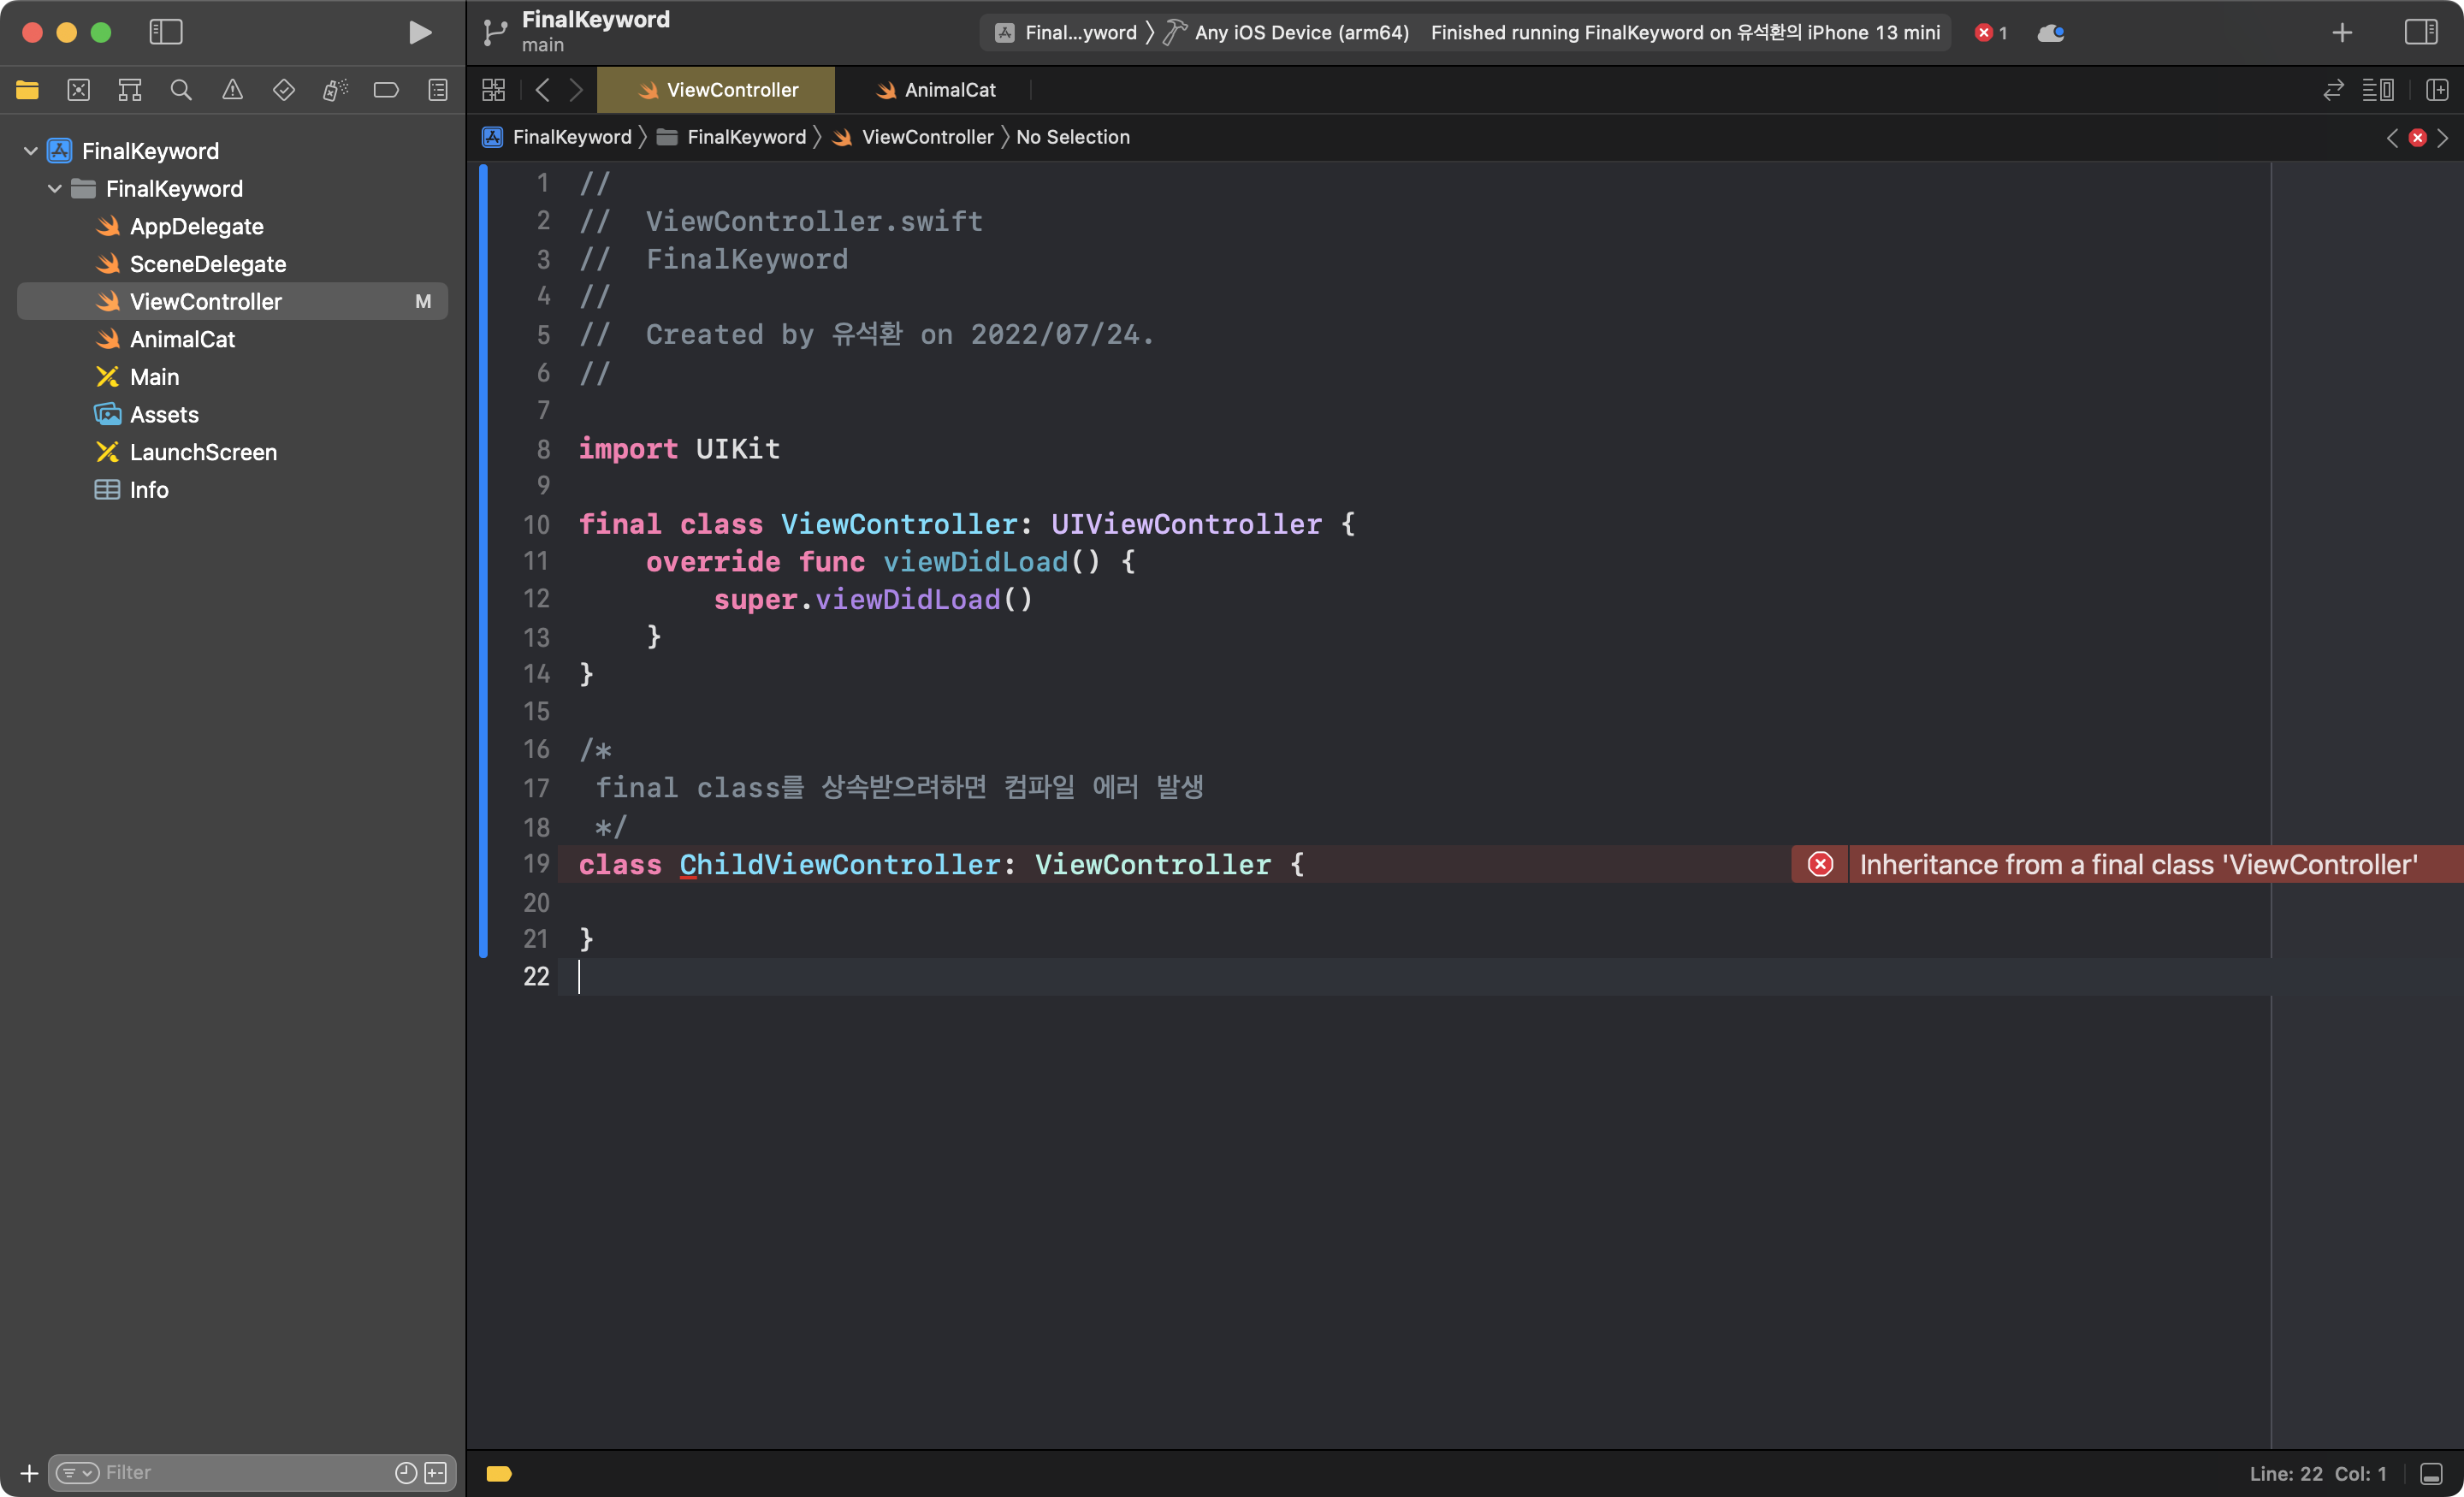 FinalKeyword
main
Final...yword 〉 Any iOS Device (arm64) Finished running FinalKeyword on 유석환의 iPhone 13 mini 1
ViewController AnimalCat
FinalKeyword 〉 FinalKeyword 〉 ViewController 〉 No Selection
FinalKeyword
FinalKeyword
AppDelegate
SceneDelegate
ViewController M
AnimalCat
Main
Assets
LaunchScreen
Info
1 //
2 //  ViewController.swift
3 //  FinalKeyword
4 //
5 //  Created by 유석환 on 2022/07/24.
6 //
7
8 import UIKit
9
10 final class ViewController: UIViewController {
11     override func viewDidLoad() {
12         super.viewDidLoad()
13     }
14 }
15
16 /*
17  final class를 상속받으려하면 컴파일 에러 발생
18  */
19 class ChildViewController: ViewController { Inheritance from a final class 'ViewController'
20
21 }
22
Filter
Line: 22 Col: 1